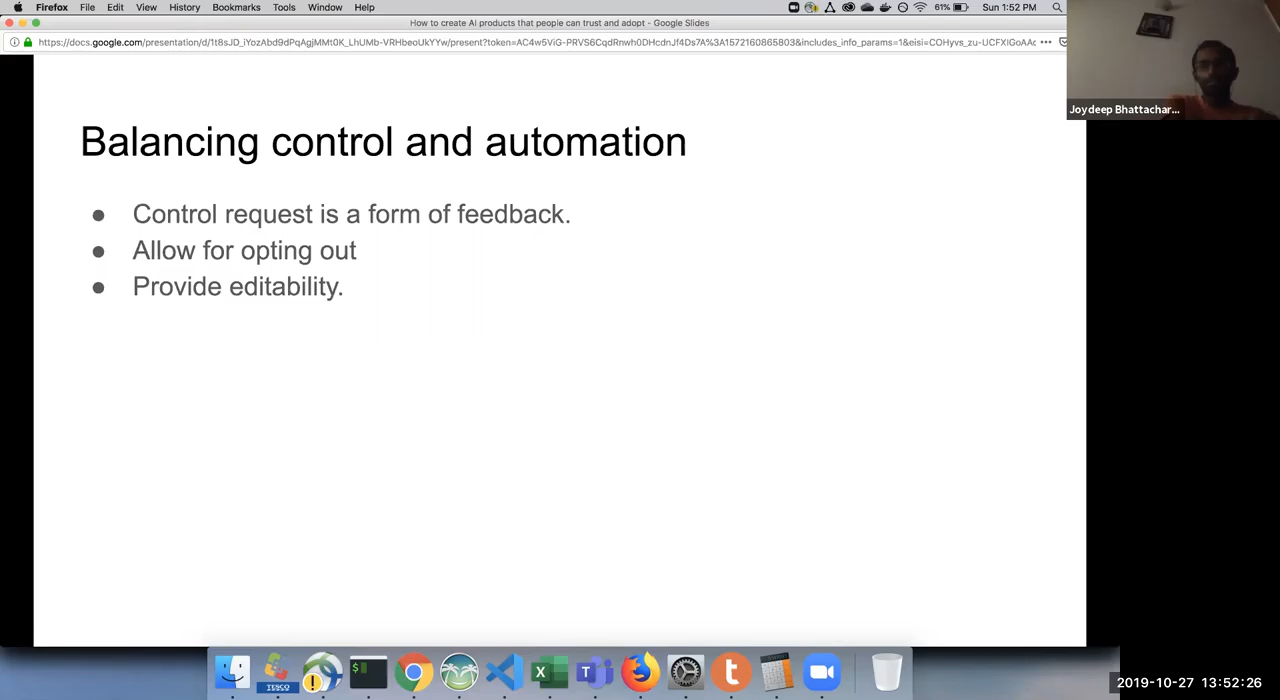 Firefox File Edit View History Bookmarks Tools Window Help 61% Sun 1:52 PM
How to create AI products that people can trust and adopt - Google Slides
Joydeep Bhattachar...
Balancing control and automation
● Control request is a form of feedback.
● Allow for opting out
● Provide editability.
$
X
T
t
2019-10-27 13:52:26